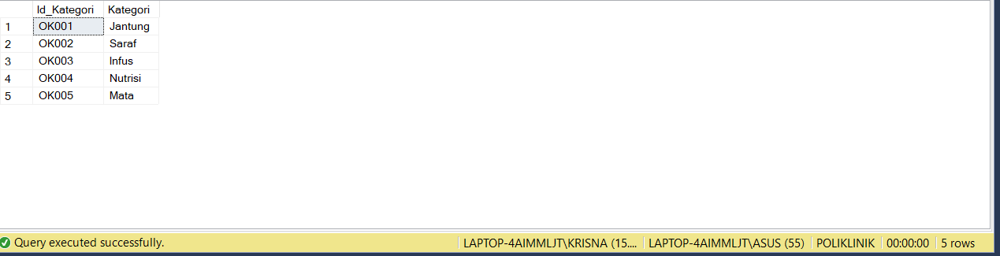 Id_Kategori Kategori
1 OK001 Jantung
2 OK002 Saraf
3 OK003 Infus
4 OK004 Nutrisi
5 OK005 Mata
Query executed successfully. LAPTOP-4AIMMLJT\KRISNA (15.... LAPTOP-4AIMMLJT\ASUS (55) POLIKLINIK 00:00:00 5 rows